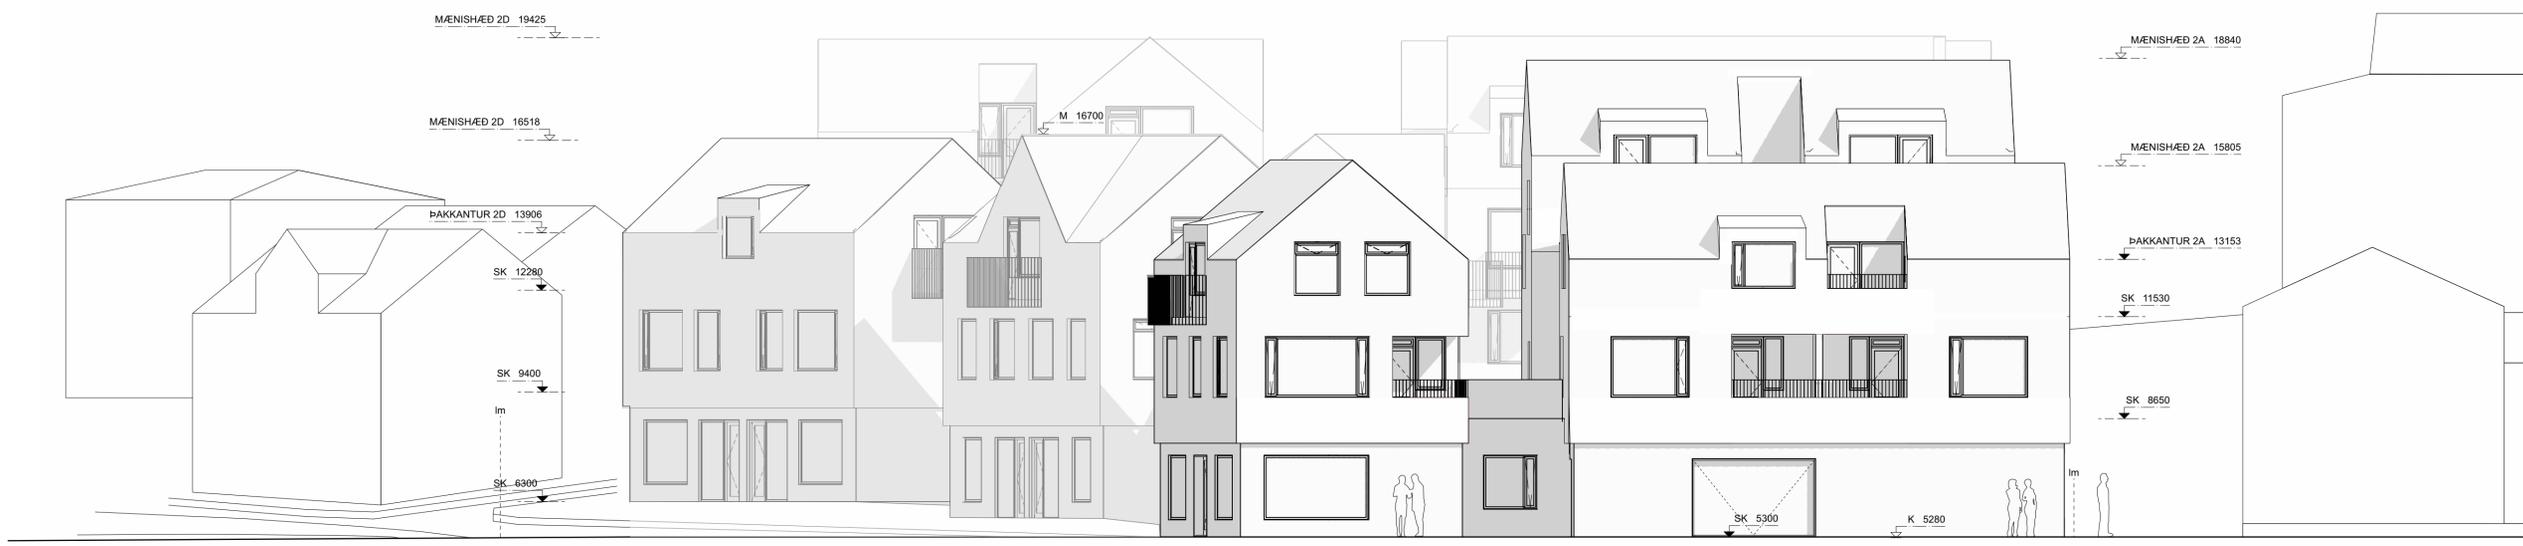 MÆNISHÆÐ 2D 19425
MÆNISHÆÐ 2D 16518
ÞAKKANTUR 2D 13906
SK 12280
SK 9400
lm
SK 6300
M 16700
MÆNISHÆÐ 2A 18840
MÆNISHÆÐ 2A 15805
ÞAKKANTUR 2A 13153
SK 11530
SK 8650
lm
SK 5300
K 5280